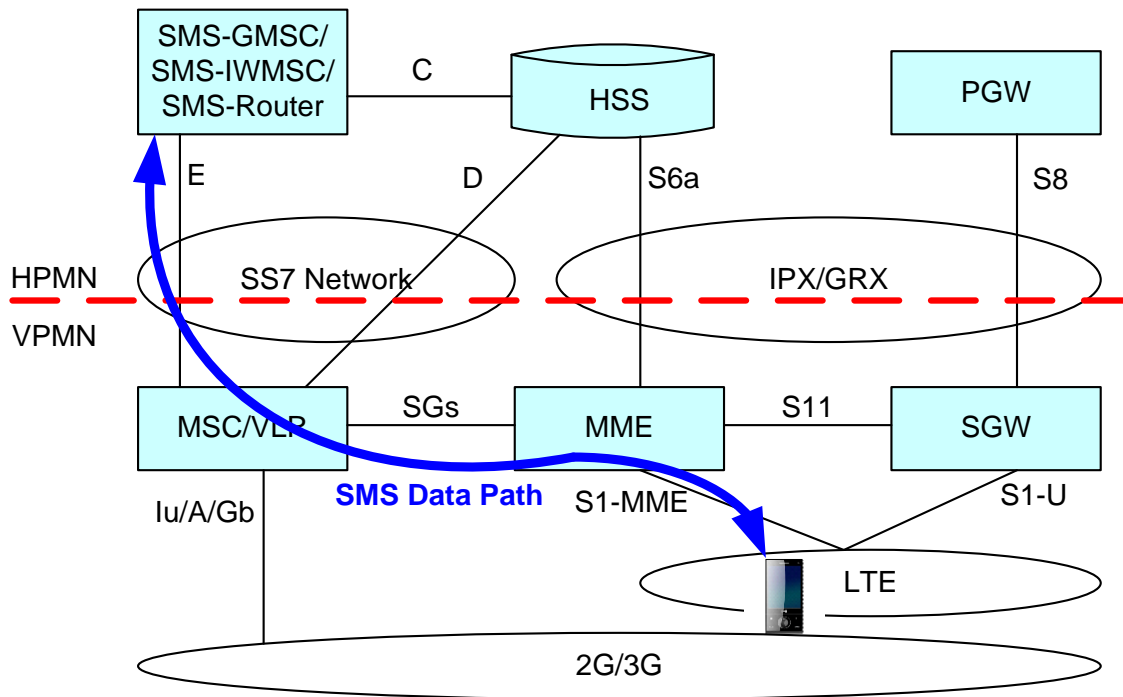 SMS-GMSC/
SMS-IWMSC/
SMS-Router
C
HSS
PGW
E
D
S6a
S8
HPMN
SS7 Network
IPX/GRX
VPMN
MSC/VLR
SGs
MME
S11
SGW
SMS Data Path
Iu/A/Gb
S1-MME
S1-U
LTE
2G/3G